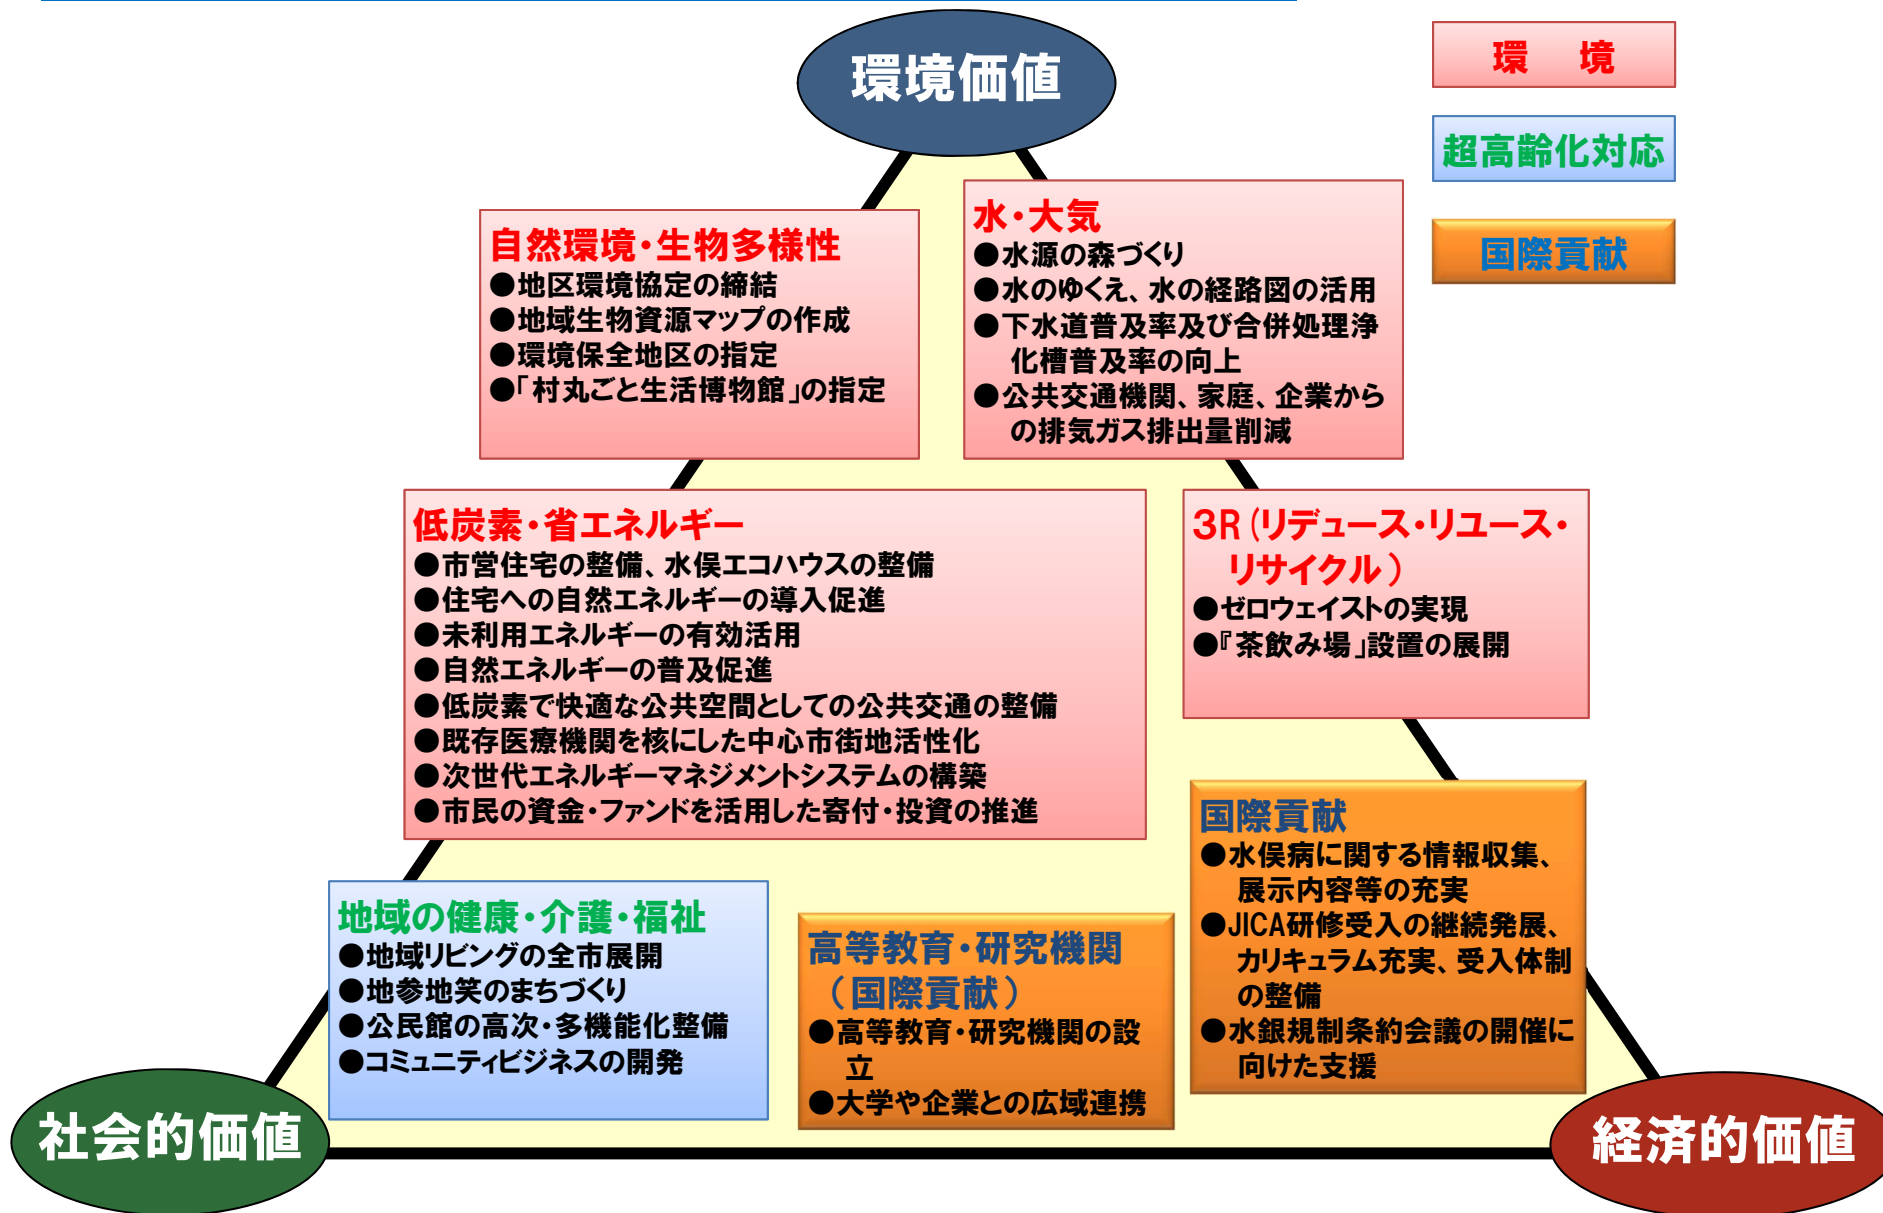 環境価値
環　境
超高齢化対応
国際貢献
自然環境・生物多様性
●地区環境協定の締結
●地域生物資源マップの作成
●環境保全地区の指定
●「村丸ごと生活博物館」の指定
水・大気
●水源の森づくり
●水のゆくえ、水の経路図の活用
●下水道普及率及び合併処理浄
化槽普及率の向上
●公共交通機関、家庭、企業から
の排気ガス排出量削減
低炭素・省エネルギー
●市営住宅の整備、水俣エコハウスの整備
●住宅への自然エネルギーの導入促進
●未利用エネルギーの有効活用
●自然エネルギーの普及促進
●低炭素で快適な公共空間としての公共交通の整備
●既存医療機関を核にした中心市街地活性化
●次世代エネルギーマネジメントシステムの構築
●市民の資金・ファンドを活用した寄付・投資の推進
３Ｒ（リデュース・リユース・
リサイクル）
●ゼロウェイストの実現
●『茶飲み場」設置の展開
国際貢献
●水俣病に関する情報収集、
展示内容等の充実
●JICA研修受入の継続発展、
カリキュラム充実、受入体制
の整備
●水銀規制条約会議の開催に
向けた支援
地域の健康・介護・福祉
●地域リビングの全市展開
●地参地笑のまちづくり
●公民館の高次・多機能化整備
●コミュニティビジネスの開発
高等教育・研究機関
（国際貢献）
●高等教育・研究機関の設
立
●大学や企業との広域連携
社会的価値
経済的価値